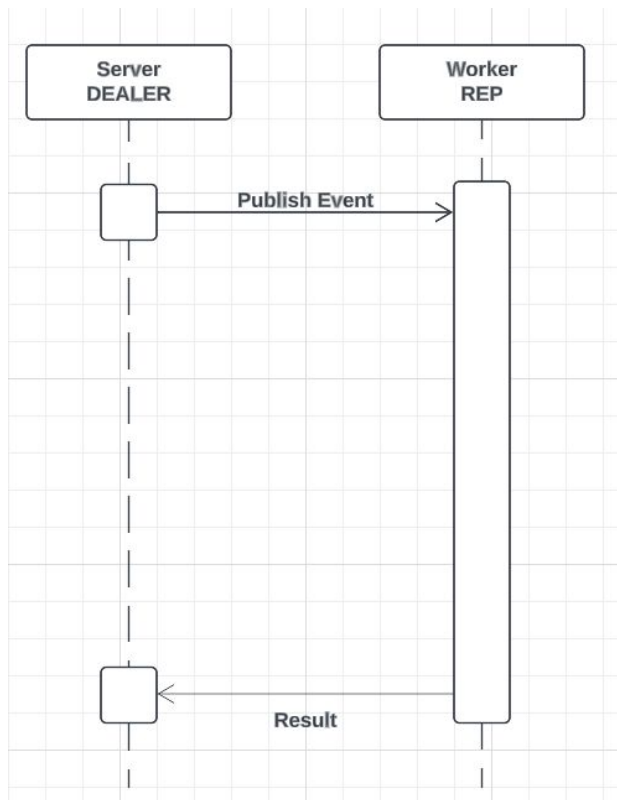 Server
DEALER
Worker
REP
Publish Event
Result